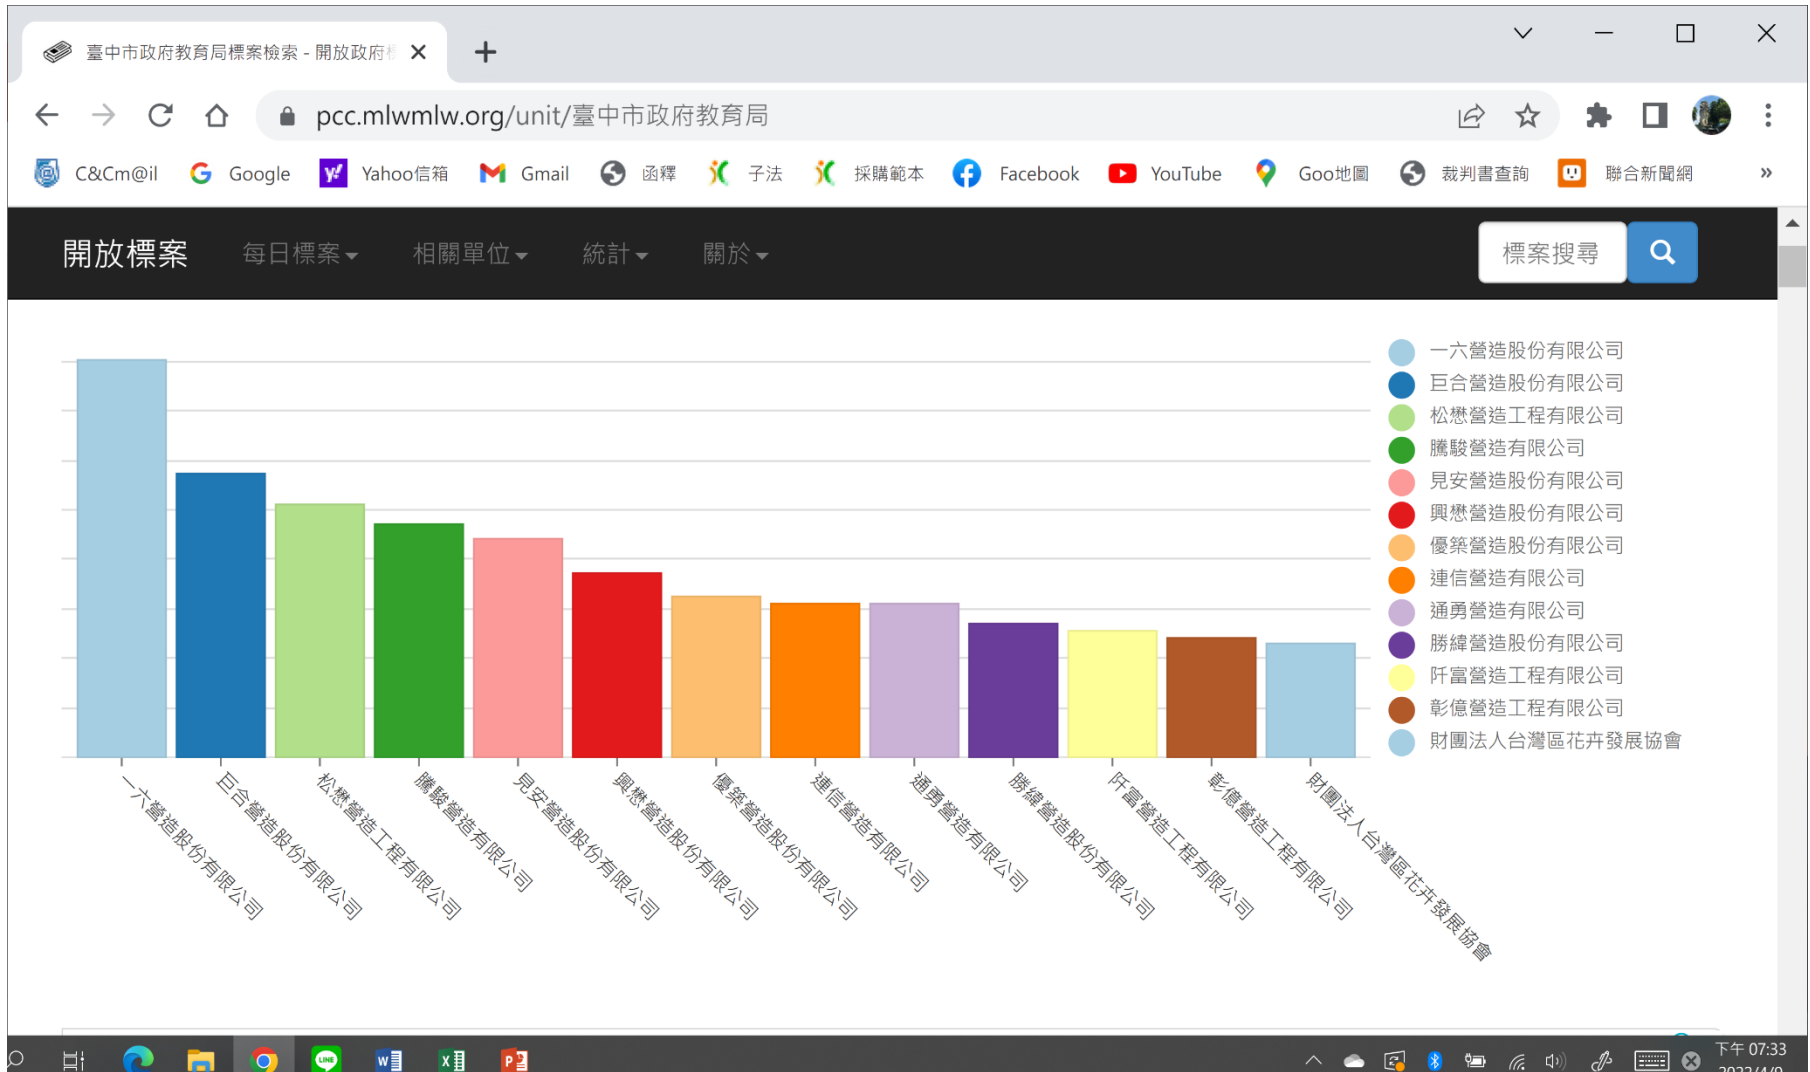 臺中市政府教育局標案檢索 - 開放政府
pcc.mlwmlw.org/unit/臺中市政府教育局
C&Cm@il Google Yahoo信箱 Gmail 函釋 子法 採購範本 Facebook YouTube Goo地圖 裁判書查詢 聯合新聞網 »
開放標案 每日標案 相關單位 統計 關於 標案搜尋
一六營造股份有限公司
巨合營造股份有限公司
松懋營造工程有限公司
騰駿營造有限公司
見安營造股份有限公司
興懋營造股份有限公司
優築營造股份有限公司
連信營造有限公司
通勇營造有限公司
勝緯營造股份有限公司
阡富營造工程有限公司
彰億營造工程有限公司
財團法人台灣區花卉發展協會
一六營造股份有限公司
巨合營造股份有限公司
松懋營造工程有限公司
騰駿營造有限公司
見安營造股份有限公司
興懋營造股份有限公司
優築營造股份有限公司
連信營造有限公司
通勇營造有限公司
勝緯營造股份有限公司
阡富營造工程有限公司
彰億營造工程有限公司
財團法人台灣區花卉發展協會
下午 07:33